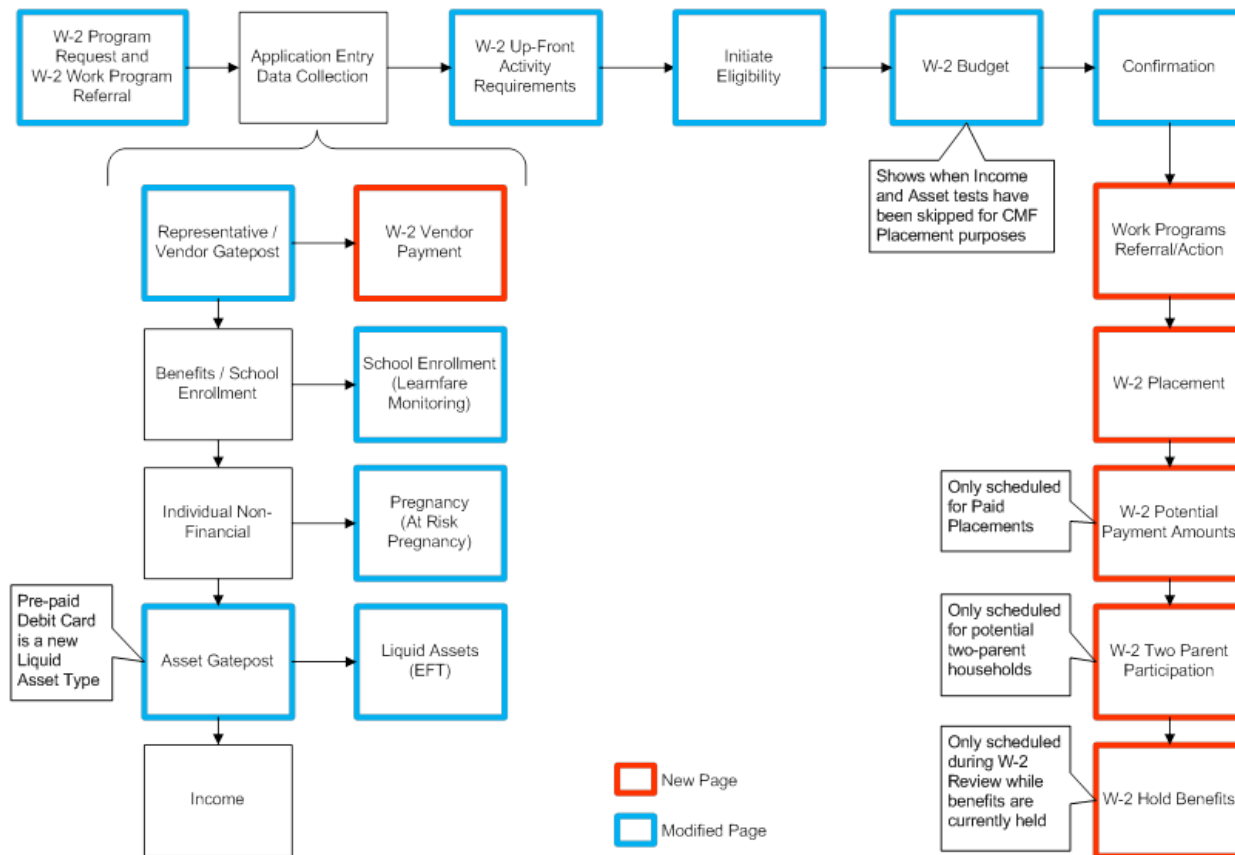 W-2 Program
Request and
W-2 Work Program
Referral
Application Entry
Data Collection
W-2 Up-Front
Activity
Requirements
Initiate
Eligibility
W-2 Budget
Confirmation
Shows when Income
and Asset tests have
been skipped for CMF
Placement purposes
Representative /
Vendor Gatepost
W-2 Vendor
Payment
Work Programs
Referral/Action
Benefits / School
Enrollment
School Enrollment
(Learnfare
Monitoring)
W-2 Placement
Individual Non-
Financial
Pregnancy
(At Risk
Pregnancy)
Only scheduled
for Paid
Placements
W-2 Potential
Payment Amounts
Pre-paid
Debit Card
is a new
Liquid
Asset Type
Asset Gatepost
Liquid Assets
(EFT)
Only scheduled
for potential
two-parent
households
W-2 Two Parent
Participation
Income
New Page
Modified Page
Only scheduled
during W-2
Review while
benefits are
currently held
W-2 Hold Benefits